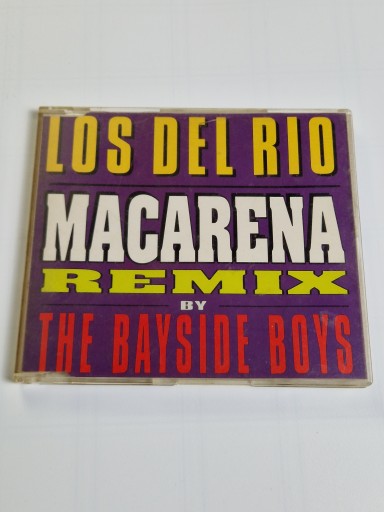 LOS DEL RIO
MACARENA
REMIX
BY
THE BAYSIDE BOYS